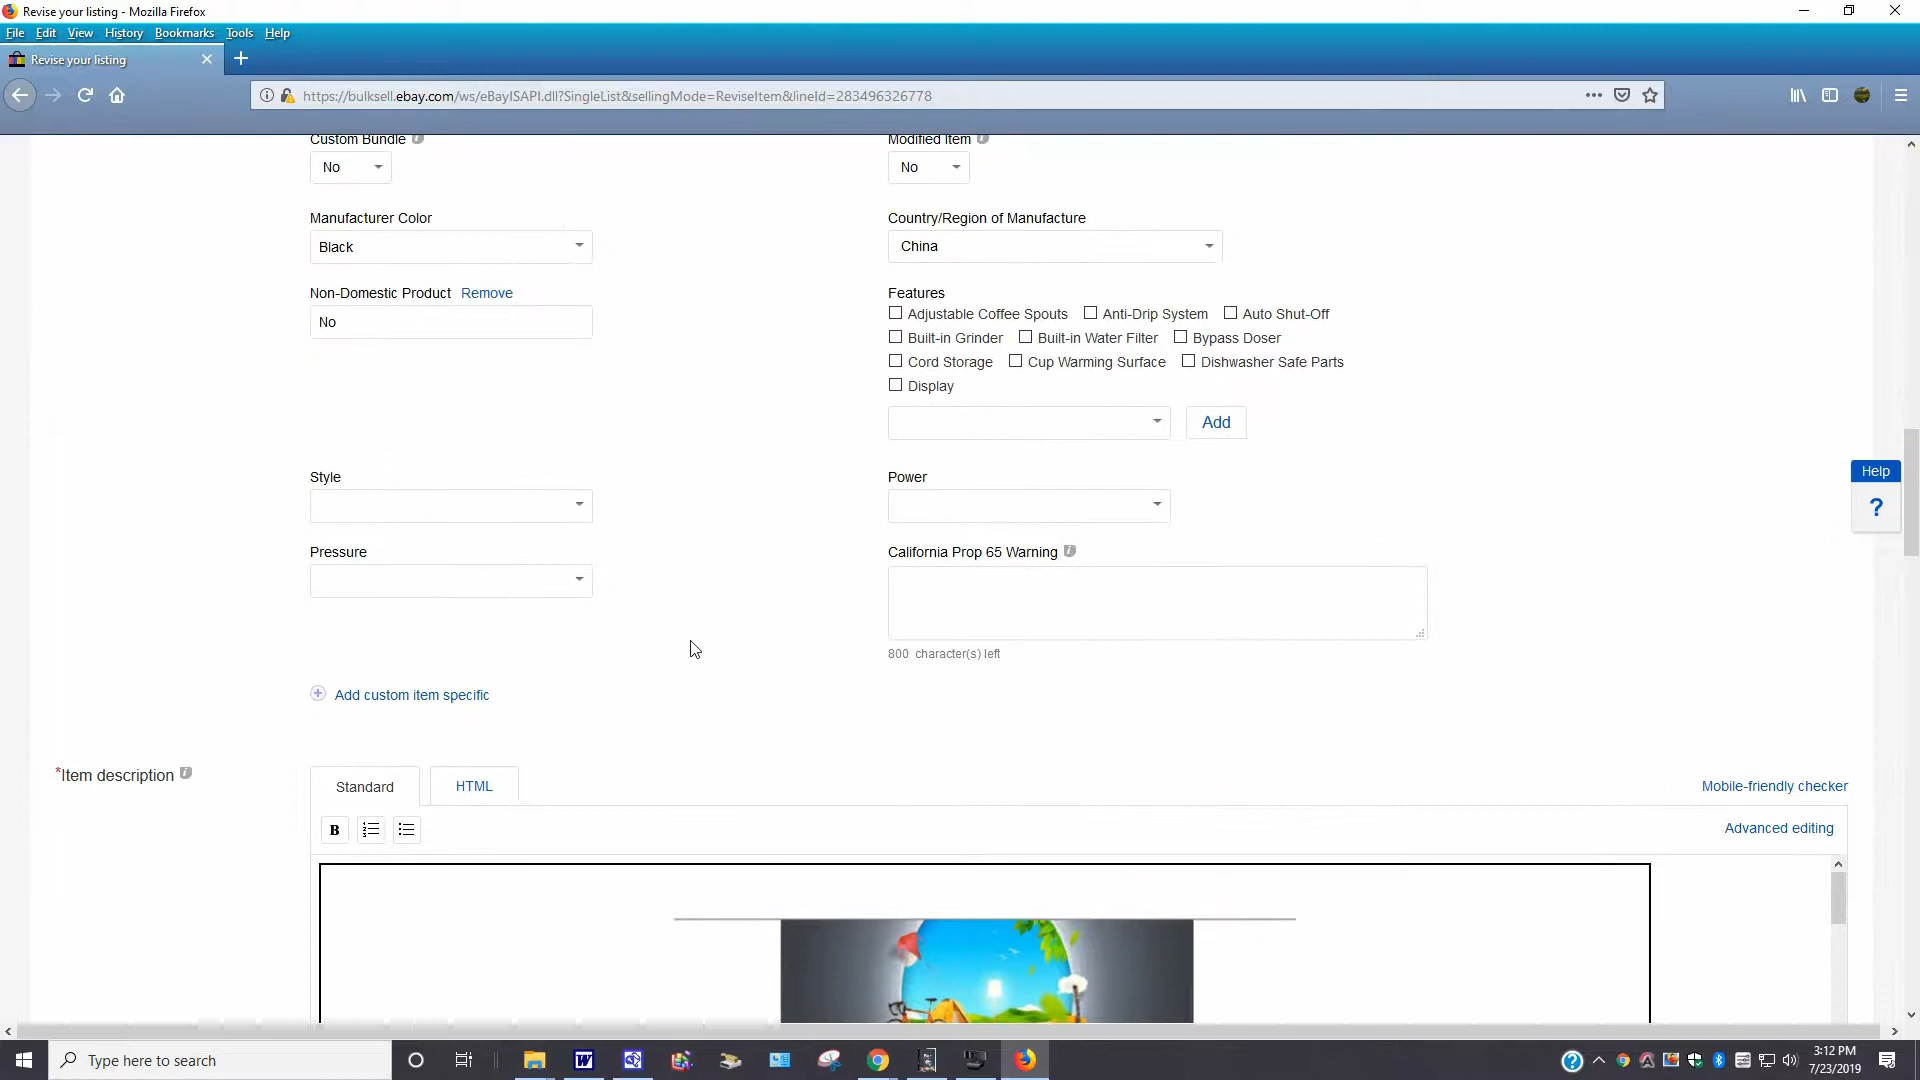 Revise your listing - Mozilla Firefox
File Edit View History Bookmarks Tools Help
Revise your listing
https://bulksell.ebay.com/ws/eBayISAPI.dll?SingleList&sellingMode=ReviseItem&lineId=283496326778
Custom Bundle
Modified Item
No
No
Manufacturer Color
Country/Region of Manufacture
Black
China
Non-Domestic Product Remove
Features
No
Adjustable Coffee Spouts Anti-Drip System Auto Shut-Off
Built-in Grinder Built-in Water Filter Bypass Doser
Cord Storage Cup Warming Surface Dishwasher Safe Parts
Display
Add
Help
?
Style
Power
Pressure
California Prop 65 Warning
800 character(s) left
Add custom item specific
*Item description
Standard HTML
Mobile-friendly checker
B
Advanced editing
Type here to search
3:12 PM
7/23/2019